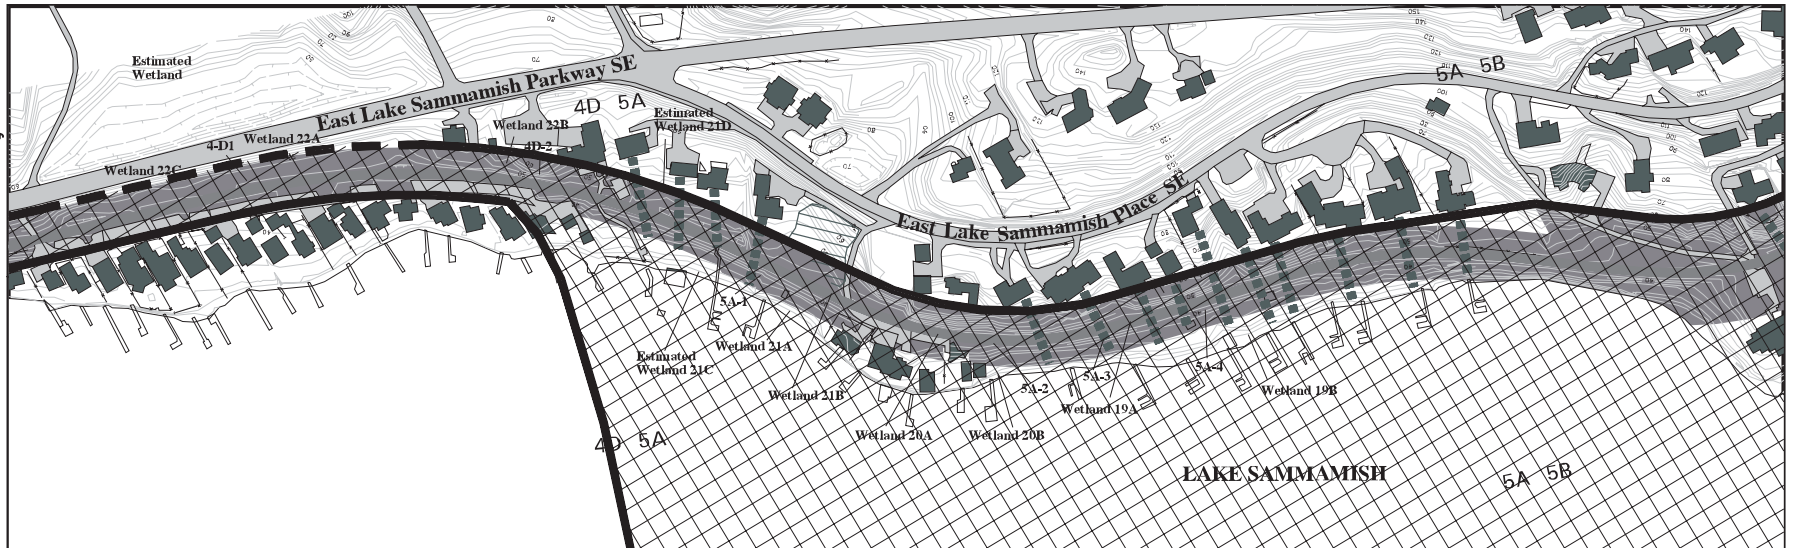 Estimated
Wetland
East Lake Sammamish Parkway SE
4D 5A
5A 5B
Estimated
Wetland 21D
Wetland 22B
Wetland 22A
4-D1
4D-2
Wetland 22C
East Lake Sammamish Place SE
5A-1
Wetland 21A
Estimated
Wetland 21C
Wetland 21B
5A-2
5A-3
5A-4
Wetland 19A
Wetland 19B
Wetland 20A
Wetland 20B
4D 5A
LAKE SAMMAMISH
5A 5B